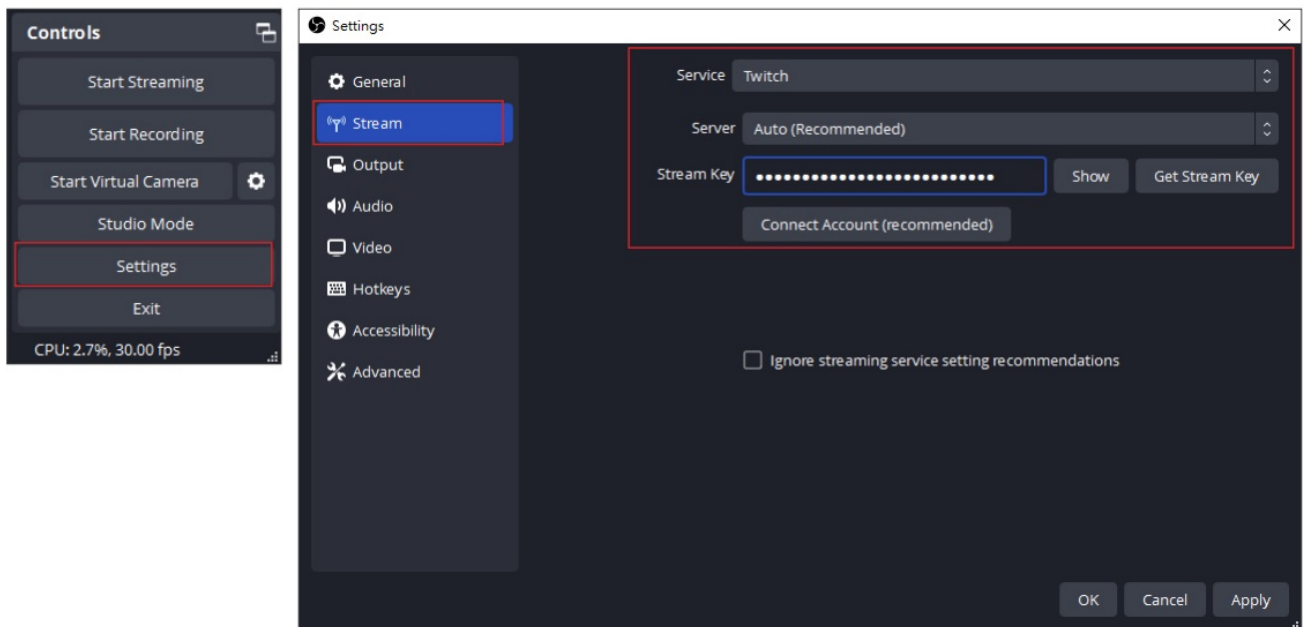 Controls
Start Streaming
Start Recording
Start Virtual Camera
Studio Mode
Settings
Exit
CPU: 2.7%, 30.00 fps
Settings
General
Stream
Output
Audio
Video
Hotkeys
Accessibility
Advanced
Service Twitch
Server Auto (Recommended)
Stream Key •••••••••••••••••••••••••• Show Get Stream Key
Connect Account (recommended)
Ignore streaming service setting recommendations
OK Cancel Apply